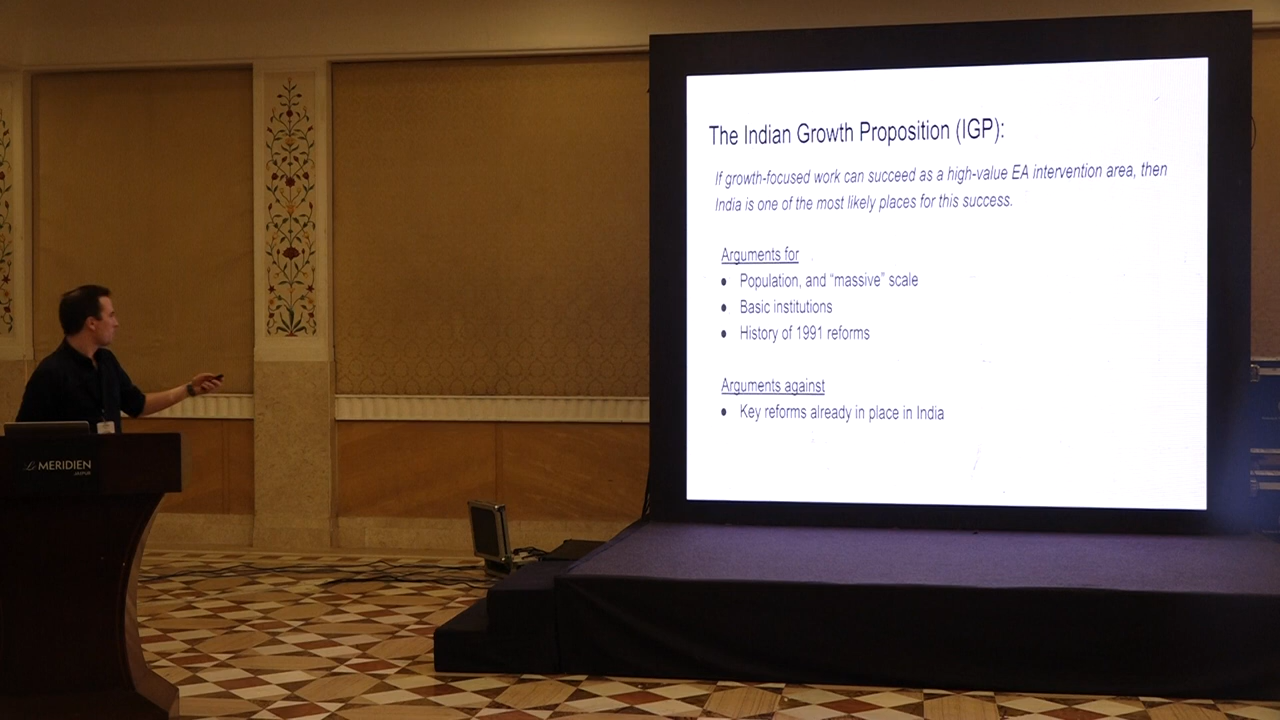 The Indian Growth Proposition (IGP):
If growth-focused work can succeed as a high-value EA intervention area, then
India is one of the most likely places for this success.
Arguments for
• Population, and “massive” scale
• Basic institutions
• History of 1991 reforms
Arguments against
• Key reforms already in place in India
Le MERIDIEN
JAIPUR